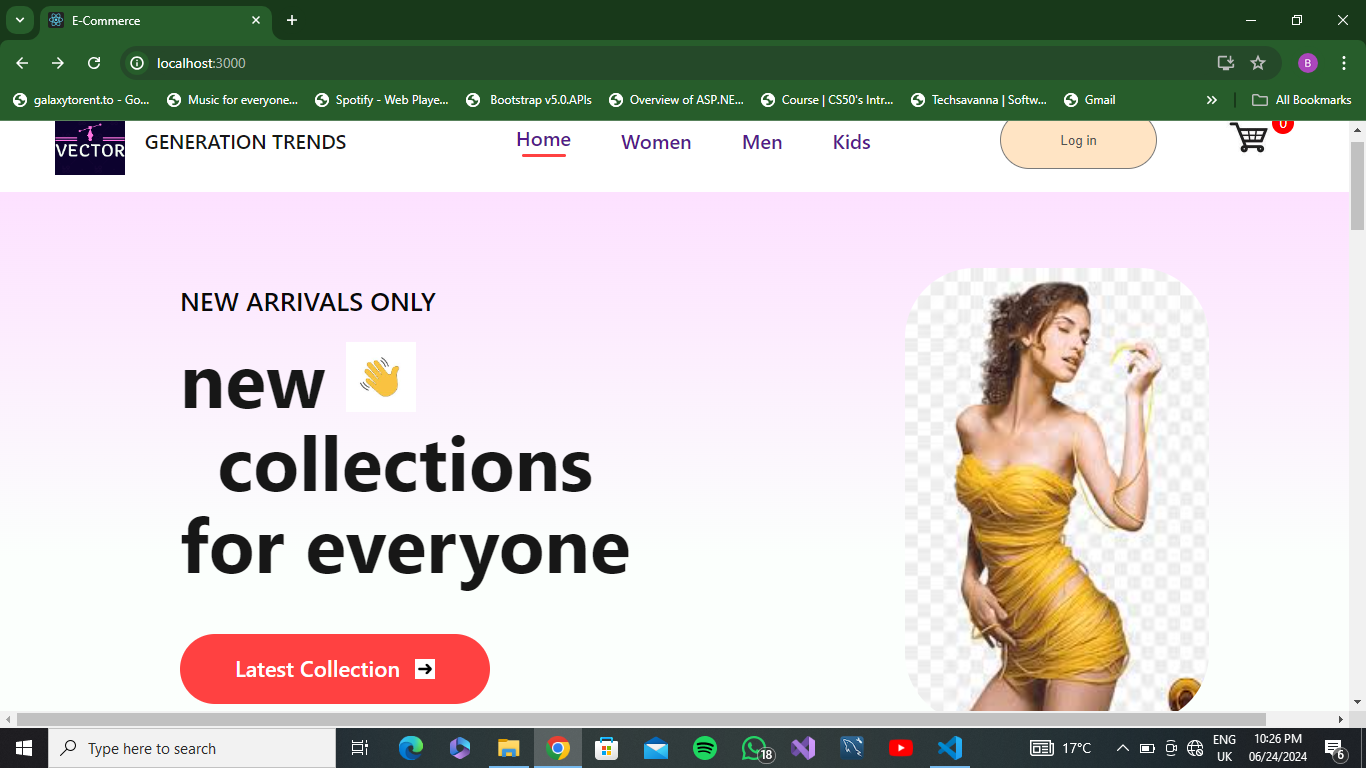 E-Commerce
localhost:3000
B
galaxytorent.to - Go...
Music for everyone...
Spotify - Web Playe...
Bootstrap v5.0.APIs
Overview of ASP.NE...
Course | CS50's Intr...
Techsavanna | Softw...
Gmail
All Bookmarks
VECTOR
GENERATION TRENDS
Home
Women
Men
Kids
Log in
0
NEW ARRIVALS ONLY
new
collections
for everyone
Latest Collection
Type here to search
18
17°C
ENG
UK
10:26 PM
06/24/2024
6